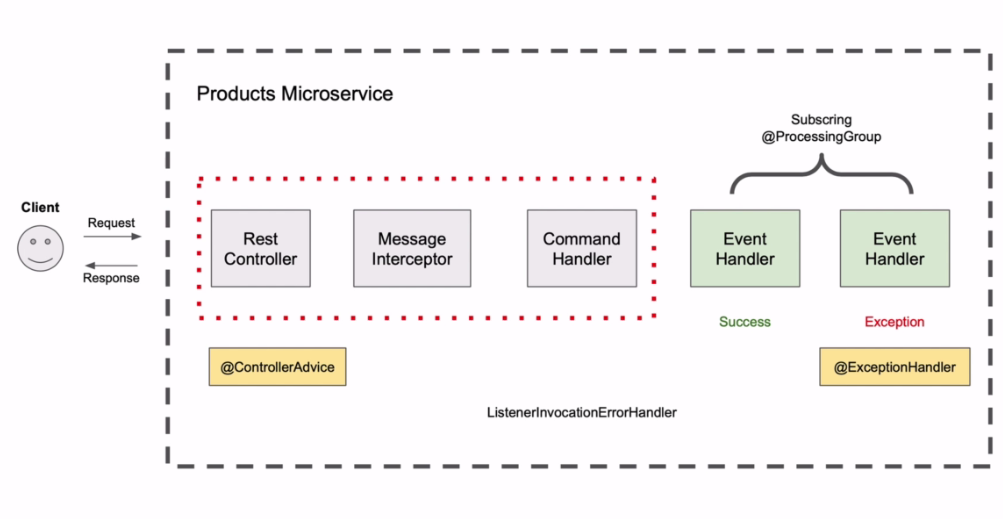 Products Microservice
Subscring
@ProcessingGroup
Client
Request
Response
Rest
Controller
Message
Interceptor
Command
Handler
Event
Handler
Event
Handler
Success
Exception
@ControllerAdvice
@ExceptionHandler
ListenerInvocationErrorHandler